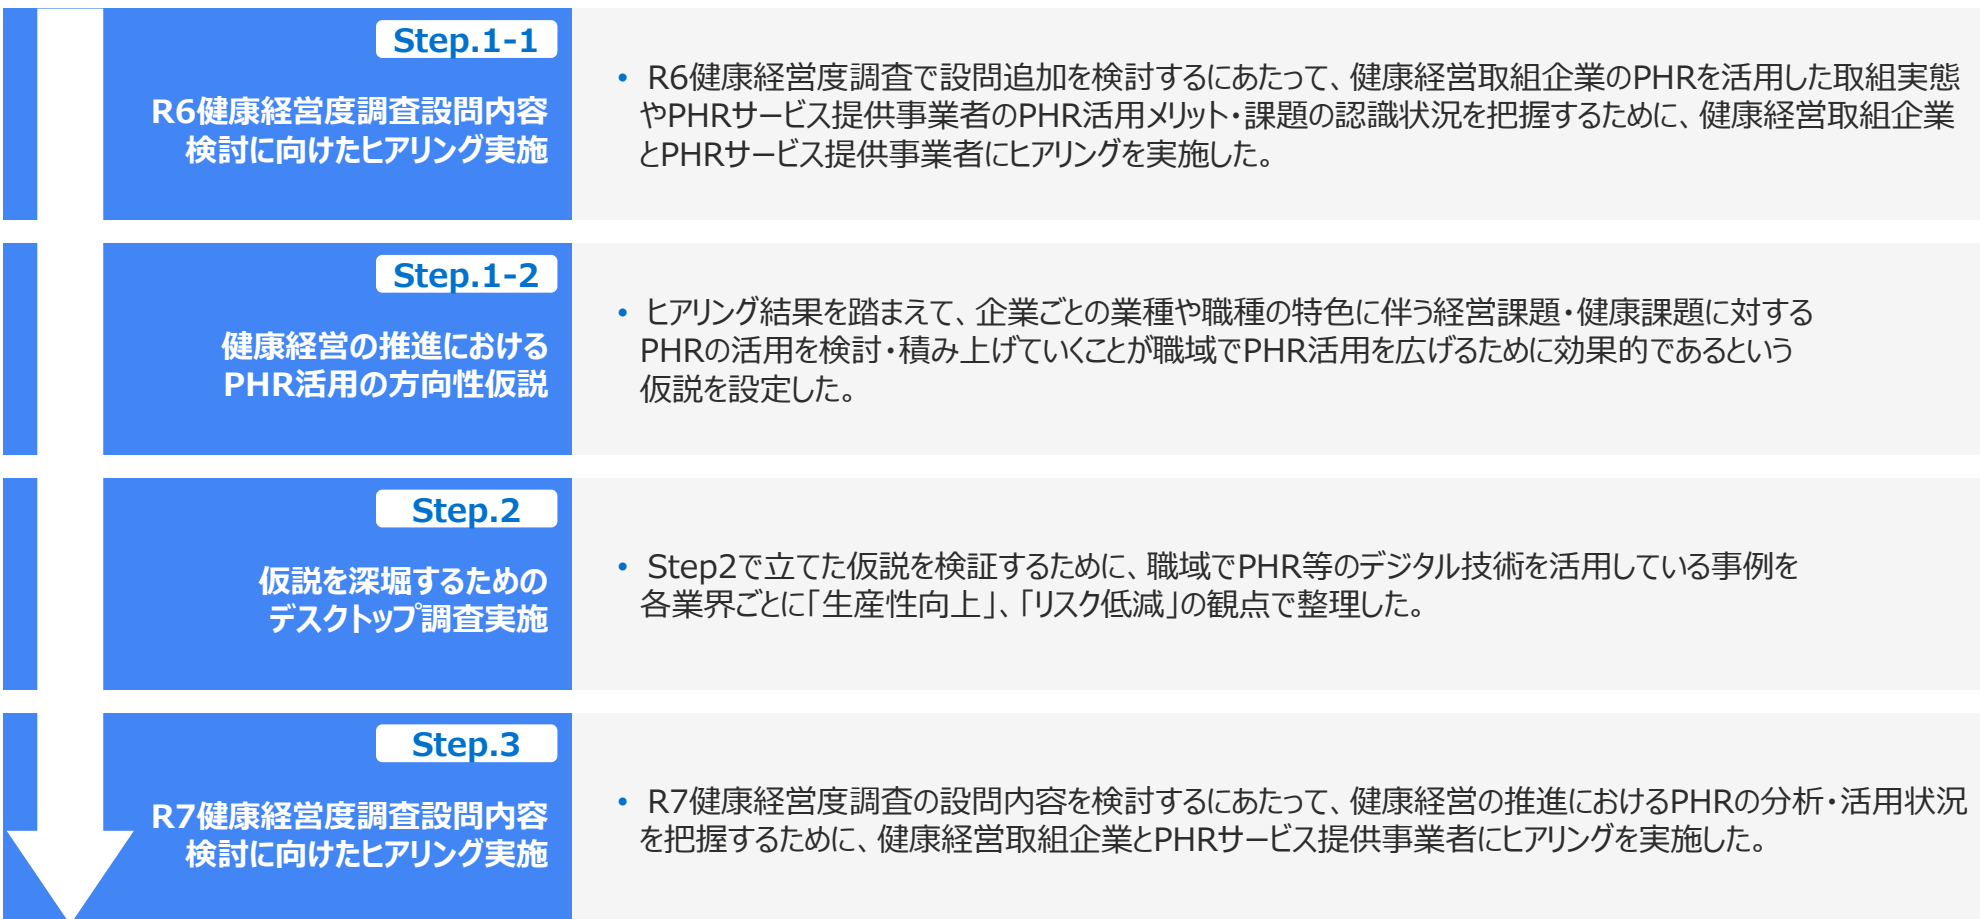 Step.1-1
R6健康経営度調査設問内容
検討に向けたヒアリング実施
• R6健康経営度調査で設問追加を検討するにあたって、健康経営取組企業のPHRを活用した取組実態
やPHRサービス提供事業者のPHR活用メリット・課題の認識状況を把握するために、健康経営取組企業
とPHRサービス提供事業者にヒアリングを実施した。
Step.1-2
健康経営の推進における
PHR活用の方向性仮説
• ヒアリング結果を踏まえて、企業ごとの業種や職種の特色に伴う経営課題・健康課題に対する
PHRの活用を検討・積み上げていくことが職域でPHR活用を広げるために効果的であるという
仮説を設定した。
Step.2
仮説を深堀するための
デスクトップ調査実施
• Step2で立てた仮説を検証するために、職域でPHR等のデジタル技術を活用している事例を
各業界ごとに「生産性向上」、「リスク低減」の観点で整理した。
Step.3
R7健康経営度調査設問内容
検討に向けたヒアリング実施
• R7健康経営度調査の設問内容を検討するにあたって、健康経営の推進におけるPHRの分析・活用状況
を把握するために、健康経営取組企業とPHRサービス提供事業者にヒアリングを実施した。